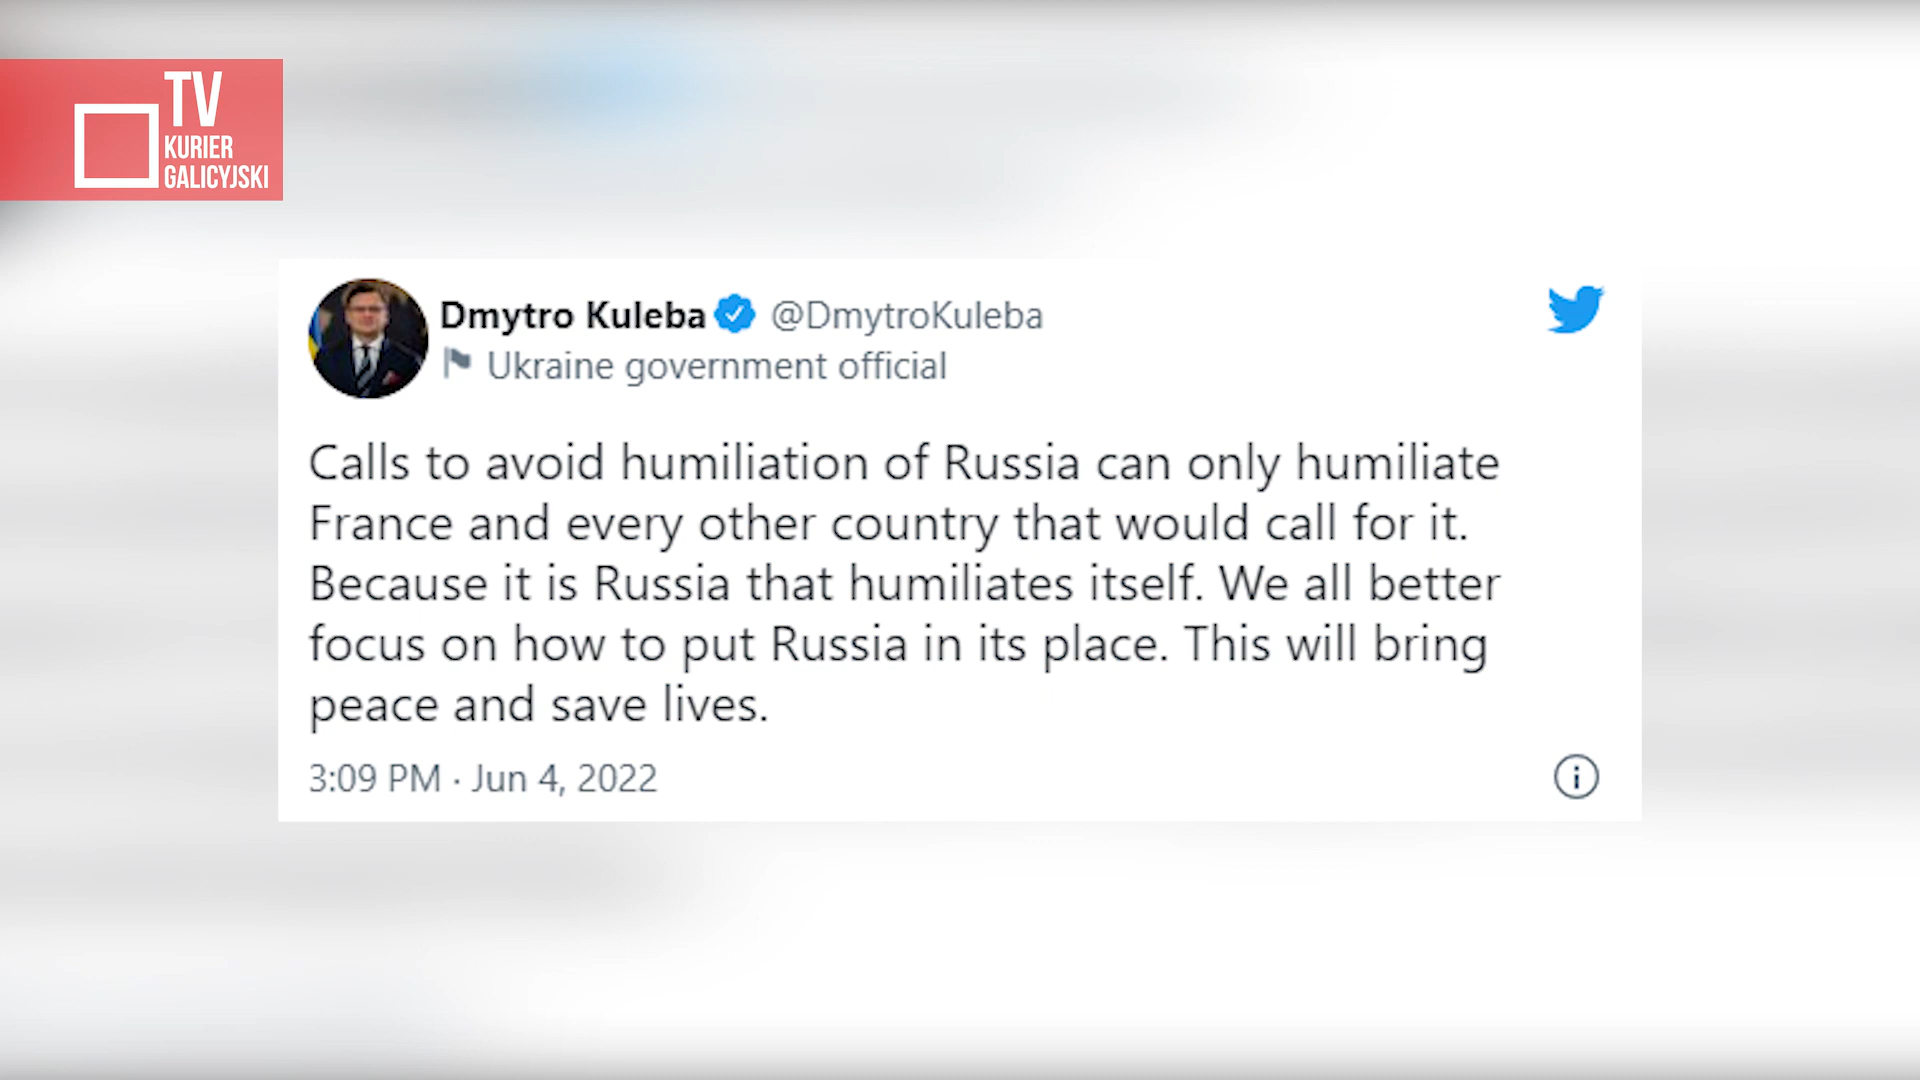 TV
KURIER
GALICYJSKI
Dmytro Kuleba @DmytroKuleba
Ukraine government official
Calls to avoid humiliation of Russia can only humiliate
France and every other country that would call for it.
Because it is Russia that humiliates itself. We all better
focus on how to put Russia in its place. This will bring
peace and save lives.
3:09 PM · Jun 4, 2022